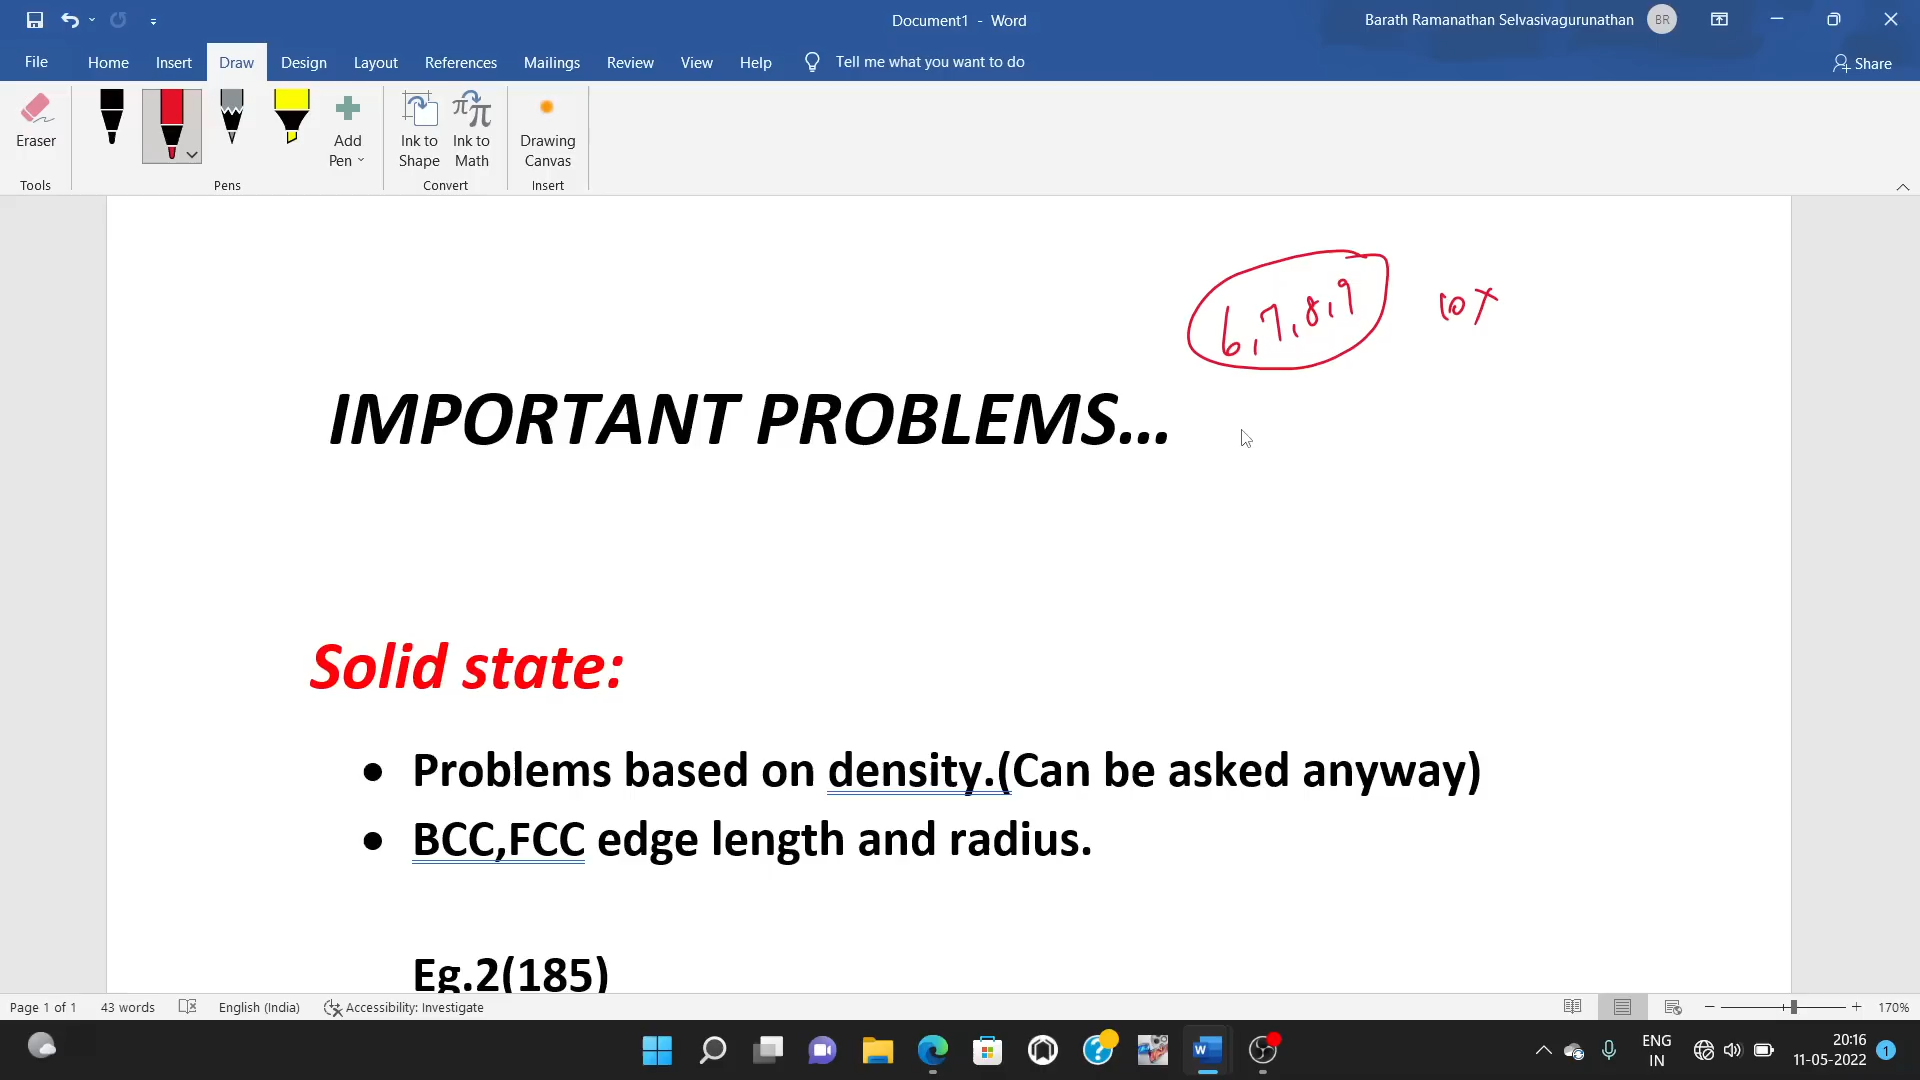 Document1 - Word
Barath Ramanathan Selvasivagurunathan BR
File Home Insert Draw Design Layout References Mailings Review View Help Tell me what you want to do Share
Eraser
Add Pen
Ink to Shape
Ink to Math
Drawing Canvas
Tools Pens Convert Insert
6,7,8,9 10x
IMPORTANT PROBLEMS...
Solid state:
• Problems based on density.(Can be asked anyway)
• BCC,FCC edge length and radius.
Eg.2(185)
Page 1 of 1 43 words English (India) Accessibility: Investigate 170%
ENG IN
20:16
11-05-2022 1